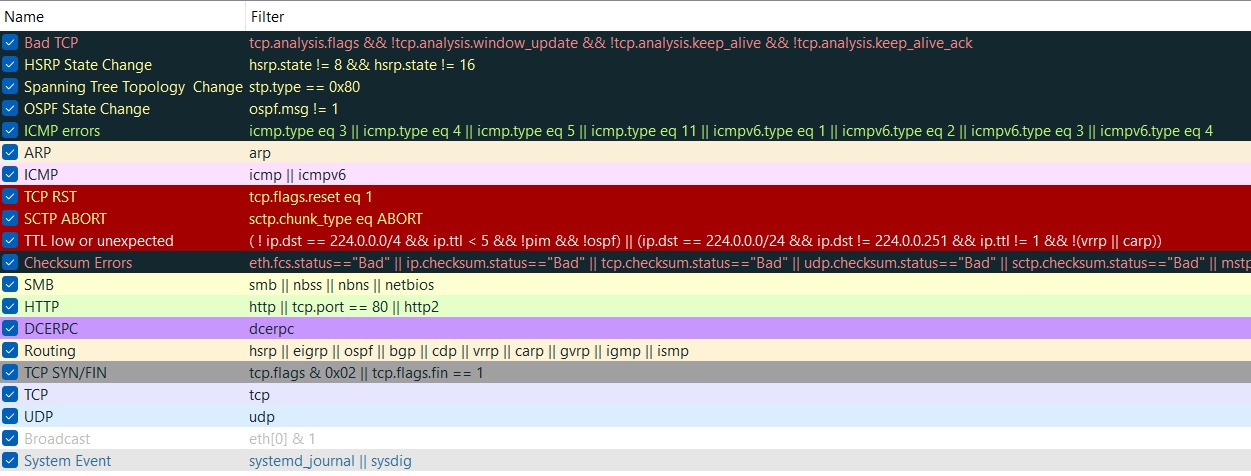 Name Filter
Bad TCP tcp.analysis.flags && !tcp.analysis.window_update && !tcp.analysis.keep_alive && !tcp.analysis.keep_alive_ack
HSRP State Change hsrp.state != 8 && hsrp.state != 16
Spanning Tree Topology  Change stp.type == 0x80
OSPF State Change ospf.msg != 1
ICMP errors icmp.type eq 3 || icmp.type eq 4 || icmp.type eq 5 || icmp.type eq 11 || icmpv6.type eq 1 || icmpv6.type eq 2 || icmpv6.type eq 3 || icmpv6.type eq 4
ARP arp
ICMP icmp || icmpv6
TCP RST tcp.flags.reset eq 1
SCTP ABORT sctp.chunk_type eq ABORT
TTL low or unexpected ( ! ip.dst == 224.0.0.0/4 && ip.ttl < 5 && !pim && !ospf) || (ip.dst == 224.0.0.0/24 && ip.dst != 224.0.0.251 && ip.ttl != 1 && !(vrrp || carp))
Checksum Errors eth.fcs.status=="Bad" || ip.checksum.status=="Bad" || tcp.checksum.status=="Bad" || udp.checksum.status=="Bad" || sctp.checksum.status=="Bad" || mstp
SMB smb || nbss || nbns || netbios
HTTP http || tcp.port == 80 || http2
DCERPC dcerpc
Routing hsrp || eigrp || ospf || bgp || cdp || vrrp || carp || gvrp || igmp || ismp
TCP SYN/FIN tcp.flags & 0x02 || tcp.flags.fin == 1
TCP tcp
UDP udp
Broadcast eth[0] & 1
System Event systemd_journal || sysdig